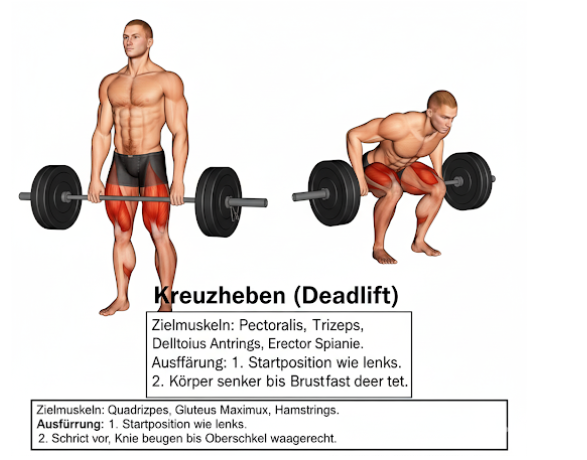 Kreuzheben (Deadlift)
Zielmuskeln: Pectoralis, Trizeps,
Delltoius Antrings, Erector Spianie.
Ausffärung: 1. Startposition wie lenks.
2. Körper senker bis Brustfast deer tet.
Zielmuskeln: Quadrizpes, Gluteus Maximux, Hamstrings.
Ausfürrung: 1. Startposition wie lenks.
2. Schrict vor, Knie beugen bis Oberschkel waagerecht.